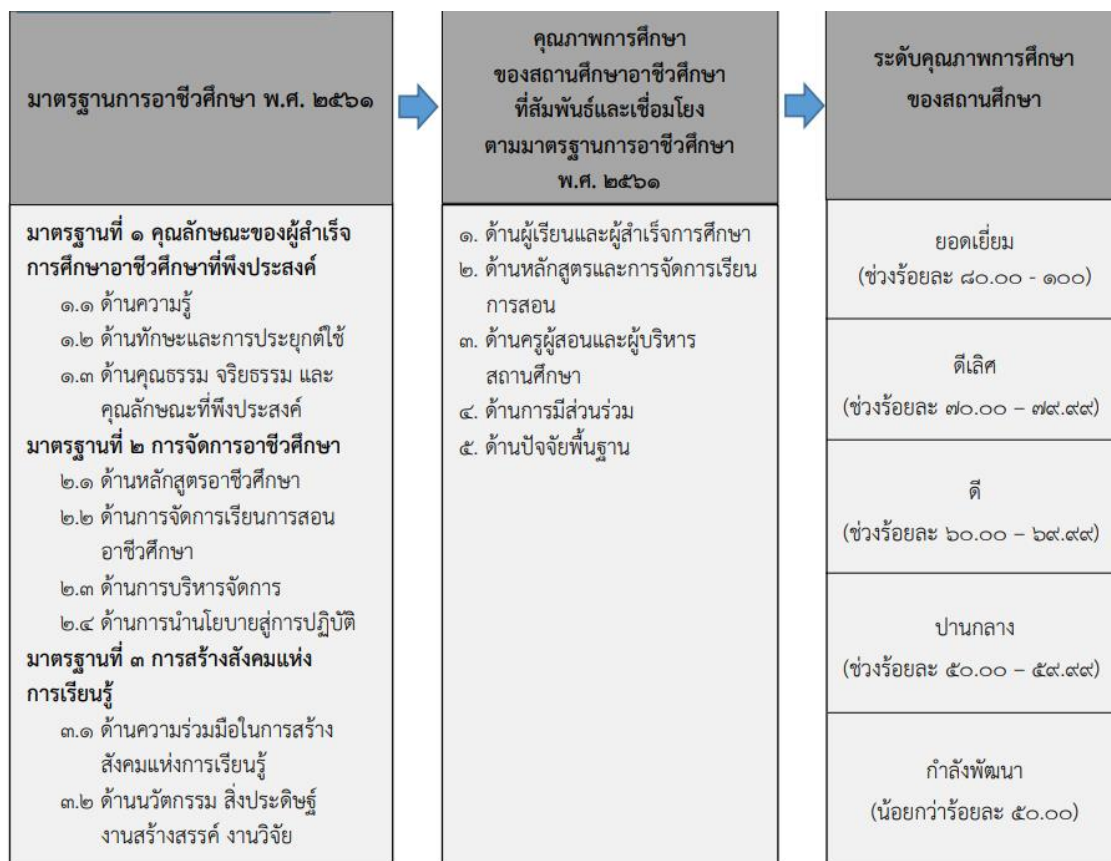 มาตรฐานการอาชีวศึกษา พ.ศ. ๒๕๖๑
คุณภาพการศึกษา
ของสถานศึกษาอาชีวศึกษา
ที่สัมพันธ์และเชื่อมโยง
ตามมาตรฐานการอาชีวศึกษา
พ.ศ. ๒๕๖๑
ระดับคุณภาพการศึกษา
ของสถานศึกษา
มาตรฐานที่ ๑ คุณลักษณะของผู้สำเร็จ
การศึกษาอาชีวศึกษาที่พึงประสงค์
๑.๑ ด้านความรู้
๑.๒ ด้านทักษะและการประยุกต์ใช้
๑.๓ ด้านคุณธรรม จริยธรรม และ
คุณลักษณะที่พึงประสงค์
มาตรฐานที่ ๒ การจัดการอาชีวศึกษา
๒.๑ ด้านหลักสูตรอาชีวศึกษา
๒.๒ ด้านการจัดการเรียนการสอน
อาชีวศึกษา
๒.๓ ด้านการบริหารจัดการ
๒.๔ ด้านการนำนโยบายสู่การปฏิบัติ
มาตรฐานที่ ๓ การสร้างสังคมแห่ง
การเรียนรู้
๓.๑ ด้านความร่วมมือในการสร้าง
สังคมแห่งการเรียนรู้
๓.๒ ด้านนวัตกรรม สิ่งประดิษฐ์
งานสร้างสรรค์ งานวิจัย
๑. ด้านผู้เรียนและผู้สำเร็จการศึกษา
๒. ด้านหลักสูตรและการจัดการเรียน
การสอน
๓. ด้านครูผู้สอนและผู้บริหาร
สถานศึกษา
๔. ด้านการมีส่วนร่วม
๕. ด้านปัจจัยพื้นฐาน
ยอดเยี่ยม
(ช่วงร้อยละ ๘๐.๐๐ - ๑๐๐)
ดีเลิศ
(ช่วงร้อยละ ๗๐.๐๐ – ๗๙.๙๙)
ดี
(ช่วงร้อยละ ๖๐.๐๐ – ๖๙.๙๙)
ปานกลาง
(ช่วงร้อยละ ๕๐.๐๐ – ๕๙.๙๙)
กำลังพัฒนา
(น้อยกว่าร้อยละ ๕๐.๐๐)